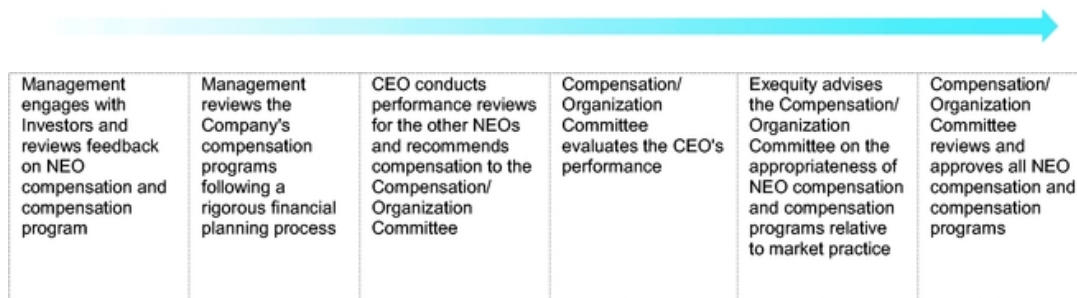 Management
engages with
Investors and
reviews feedback
on NEO
compensation and
compensation
program
Management
reviews the
Company's
compensation
programs
following a
rigorous financial
planning process
CEO conducts
performance reviews
for the other NEOs
and recommends
compensation to the
Compensation/
Organization
Committee
Compensation/
Organization
Committee
evaluates the CEO's
performance
Exequity advises
the Compensation/
Organization
Committee on the
appropriateness of
NEO compensation
and compensation
programs relative
to market practice
Compensation/
Organization
Committee
reviews and
approves all NEO
compensation and
compensation
programs